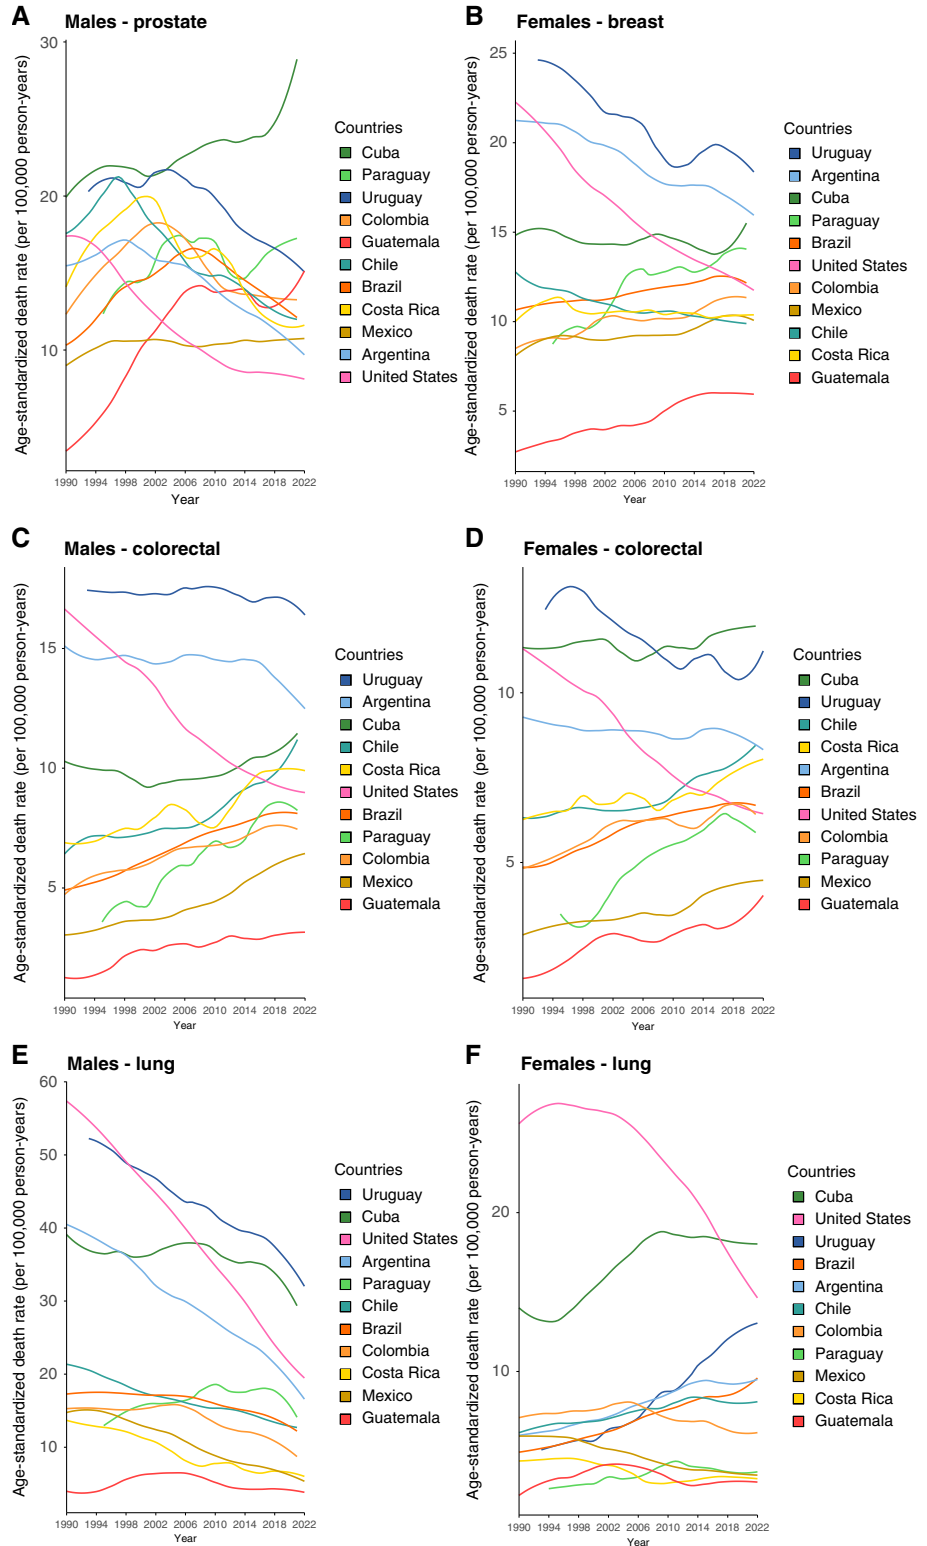 A Males - prostate
Age-standardized death rate (per 100,000 person-years)
30
20
10
1990 1994 1998 2002 2006 2010 2014 2018 2022
Year
Countries
Cuba
Paraguay
Uruguay
Colombia
Guatemala
Chile
Brazil
Costa Rica
Mexico
Argentina
United States
B Females - breast
Age-standardized death rate (per 100,000 person-years)
25
20
15
10
5
1990 1994 1998 2002 2006 2010 2014 2018 2022
Year
Countries
Uruguay
Argentina
Cuba
Paraguay
Brazil
United States
Colombia
Mexico
Chile
Costa Rica
Guatemala
C Males - colorectal
Age-standardized death rate (per 100,000 person-years)
15
10
5
1990 1994 1998 2002 2006 2010 2014 2018 2022
Year
Countries
Uruguay
Argentina
Cuba
Chile
Costa Rica
United States
Brazil
Paraguay
Colombia
Mexico
Guatemala
D Females - colorectal
Age-standardized death rate (per 100,000 person-years)
10
5
1990 1994 1998 2002 2006 2010 2014 2018 2022
Year
Countries
Cuba
Uruguay
Chile
Costa Rica
Argentina
Brazil
United States
Colombia
Paraguay
Mexico
Guatemala
E Males - lung
Age-standardized death rate (per 100,000 person-years)
60
50
40
30
20
10
1990 1994 1998 2002 2006 2010 2014 2018 2022
Year
Countries
Uruguay
Cuba
United States
Argentina
Paraguay
Chile
Brazil
Colombia
Costa Rica
Mexico
Guatemala
F Females - lung
Age-standardized death rate (per 100,000 person-years)
20
10
1990 1994 1998 2002 2006 2010 2014 2018 2022
Year
Countries
Cuba
United States
Uruguay
Brazil
Argentina
Chile
Colombia
Paraguay
Mexico
Costa Rica
Guatemala